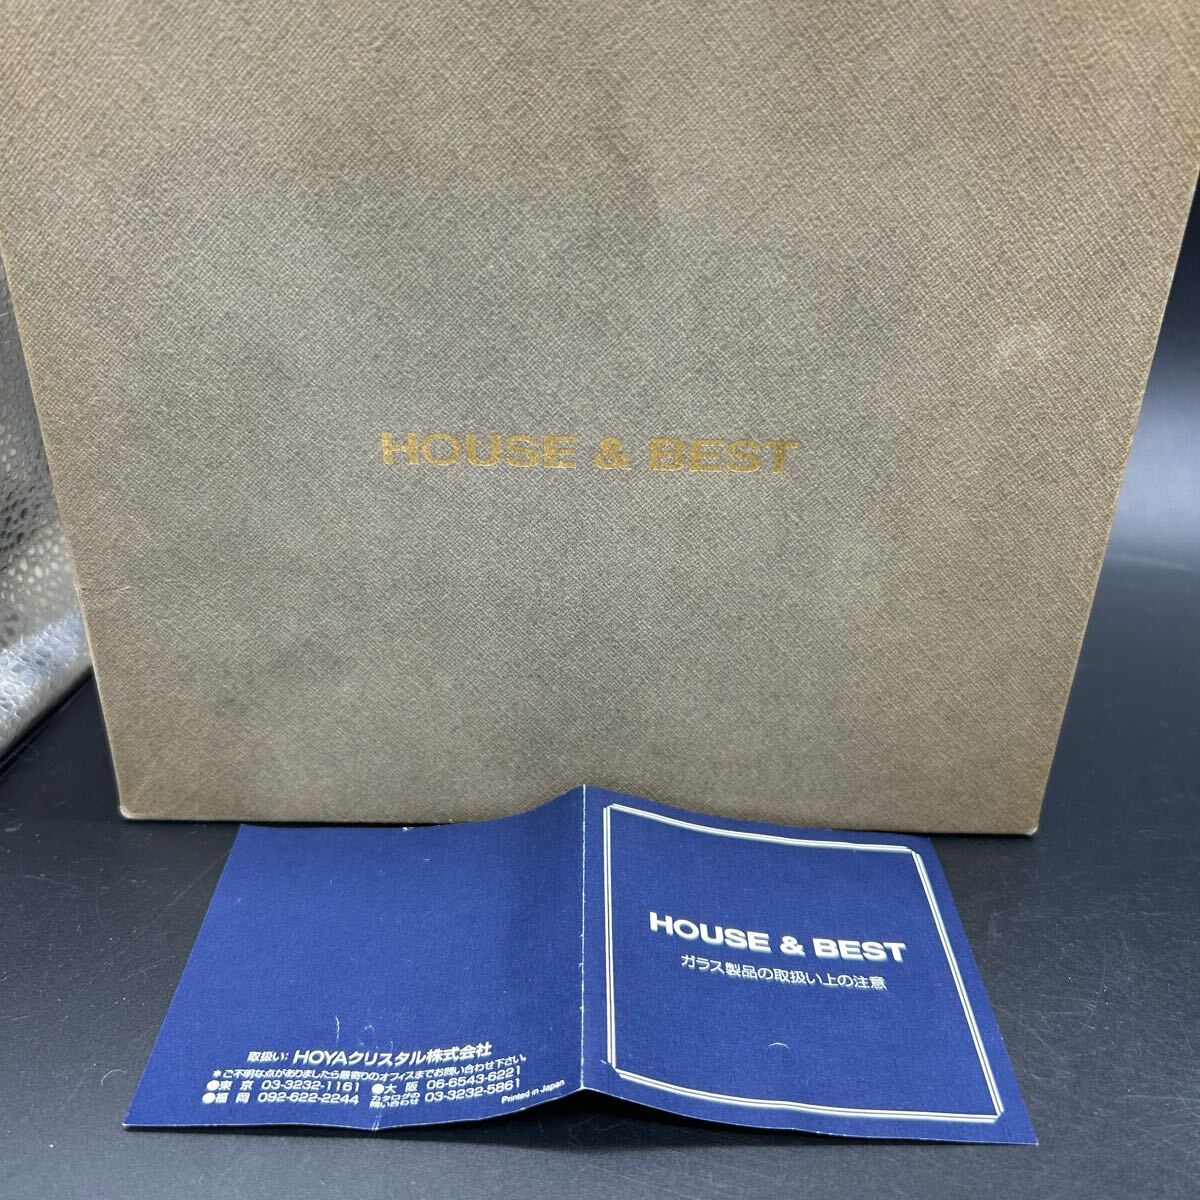 HOUSE & BEST
HOUSE & BEST
ガラス製品の取扱い上の注意
取扱い: HOYAクリスタル株式会社
＊ご不明な点がありましたら最寄りのオフィスまでお問い合わせ下さい。
●東 京 03-3232-1161 ●大 阪 06-6543-6221
●福 岡 092-622-2244 カタログの問い合わせ 03-3232-5861
Printed in Japan